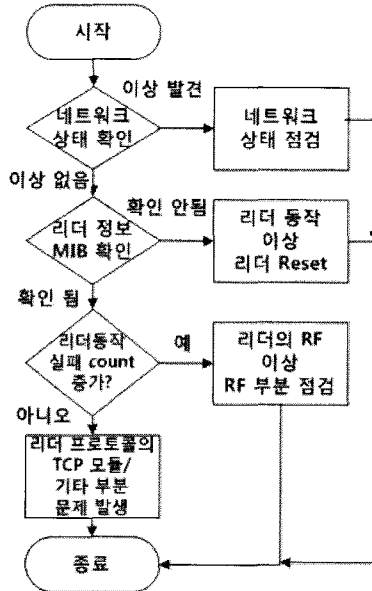 시작
이상 발견
네트워크
상태 확인
네트워크
상태 점검
이상 없음
확인 안됨
리더 정보
MIB 확인
리더 동작
이상
리더 Reset
확인 됨
리더동작
실패 count
증가?
예
리더의 RF
이상
RF 부분 점검
아니오
리더 프로토콜의
TCP 모듈/
기타 부분
문제 발생
종료